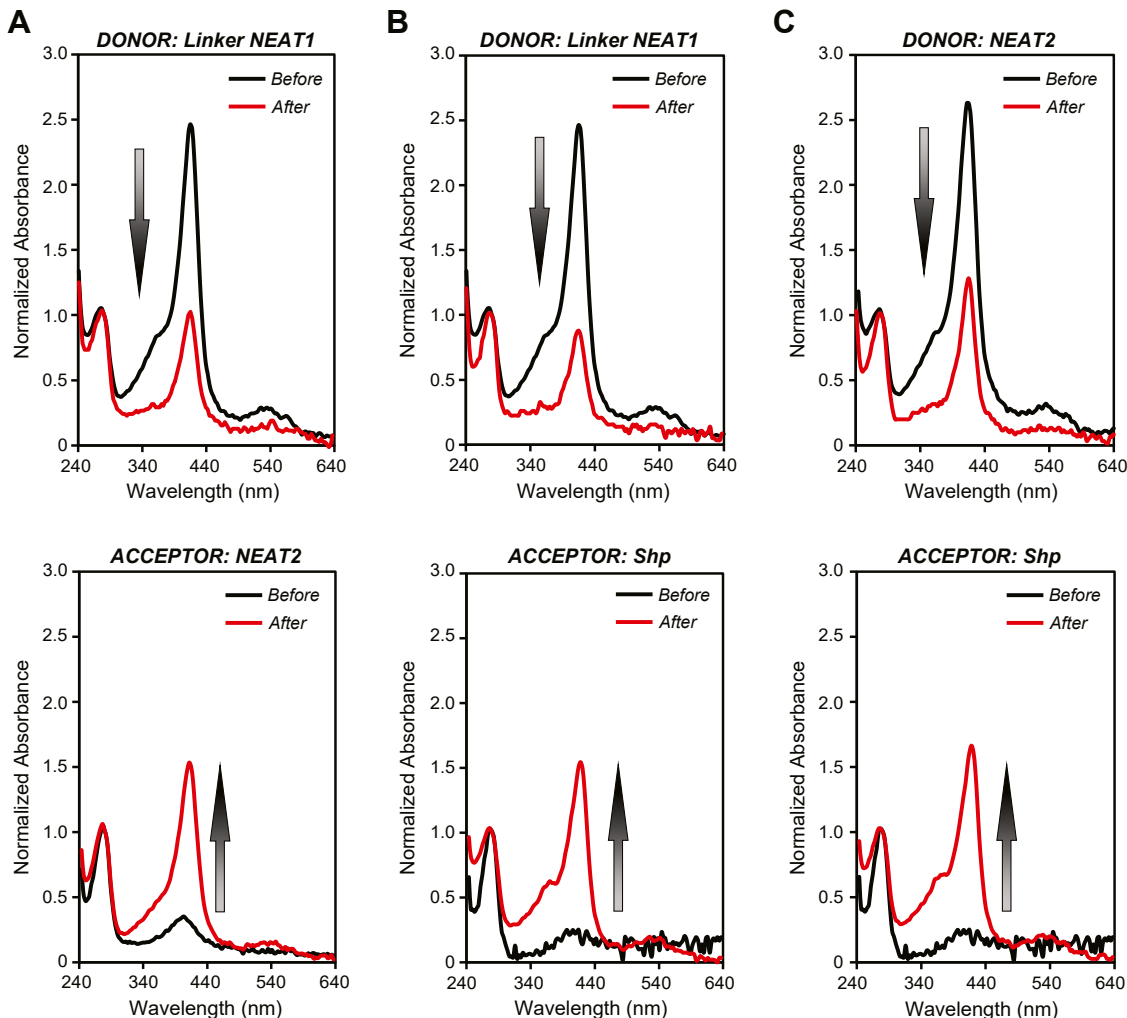 A
DONOR: Linker NEAT1
3.0
2.5
2.0
1.5
1.0
0.5
0
Normalized Absorbance
Before
After
240 340 440 540 640
Wavelength (nm)
B
DONOR: Linker NEAT1
3.0
2.5
2.0
1.5
1.0
0.5
0
Normalized Absorbance
Before
After
240 340 440 540 640
Wavelength (nm)
C
DONOR: NEAT2
3.0
2.5
2.0
1.5
1.0
0.5
0
Normalized Absorbance
Before
After
240 340 440 540 640
Wavelength (nm)
ACCEPTOR: NEAT2
3.0
2.5
2.0
1.5
1.0
0.5
0
Normalized Absorbance
Before
After
240 340 440 540 640
Wavelength (nm)
ACCEPTOR: Shp
3.0
2.5
2.0
1.5
1.0
0.5
0
Normalized Absorbance
Before
After
240 340 440 540 640
Wavelength (nm)
ACCEPTOR: Shp
3.0
2.5
2.0
1.5
1.0
0.5
0
Normalized Absorbance
Before
After
240 340 440 540 640
Wavelength (nm)